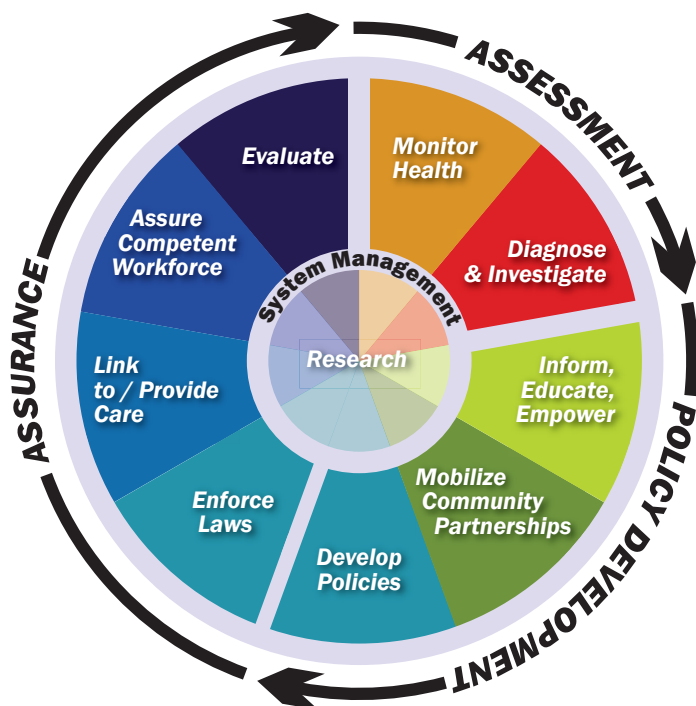 ASSESSMENT
Monitor
Health
Diagnose
& Investigate
POLICY DEVELOPMENT
Inform,
Educate,
Empower
Mobilize
Community
Partnerships
Develop
Policies
ASSURANCE
Enforce
Laws
Link
to / Provide
Care
Assure
Competent
Workforce
Evaluate
System Management
Research